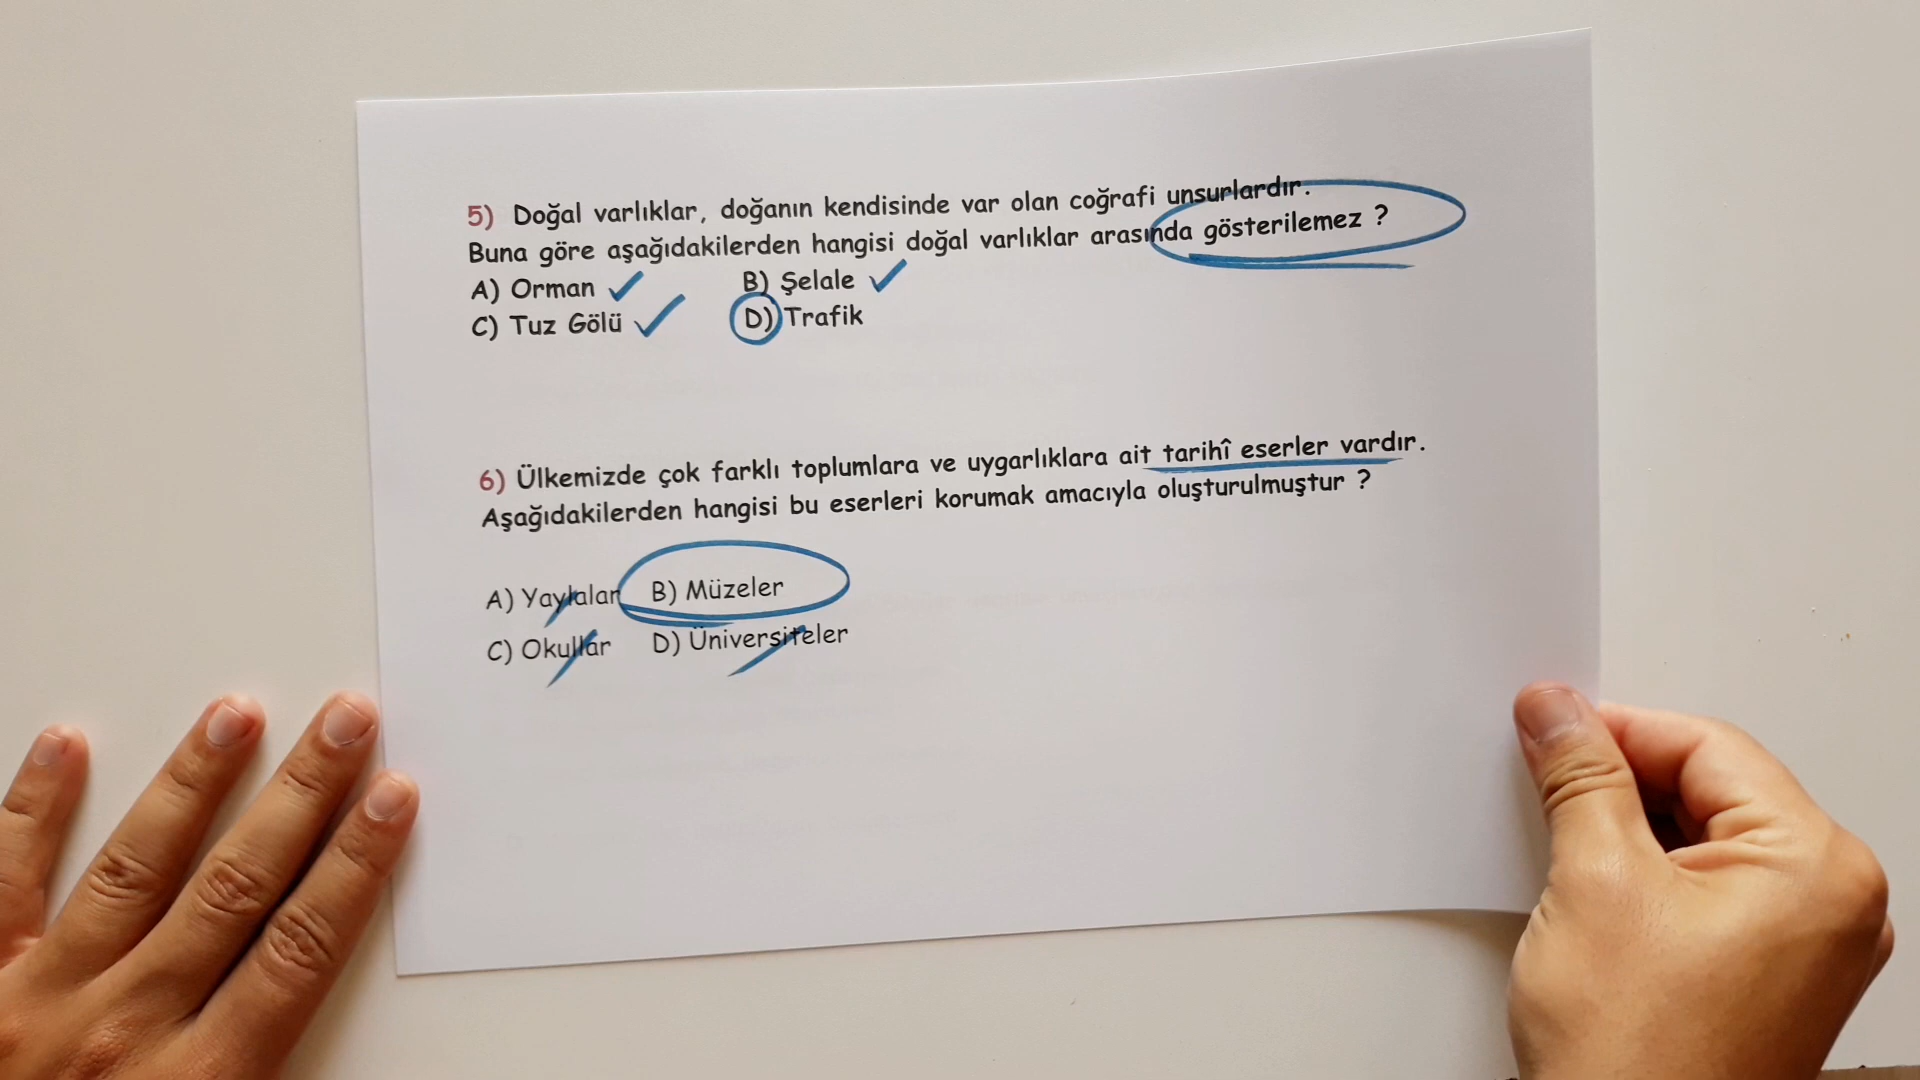 5) Doğal varlıklar, doğanın kendisinde var olan coğrafi unsurlardır.
Buna göre aşağıdakilerden hangisi doğal varlıklar arasında gösterilemez ?
A) Orman B) Şelale
C) Tuz Gölü D) Trafik
6) Ülkemizde çok farklı toplumlara ve uygarlıklara ait tarihî eserler vardır.
Aşağıdakilerden hangisi bu eserleri korumak amacıyla oluşturulmuştur ?
A) Yaylalar B) Müzeler
C) Okullar D) Üniversiteler